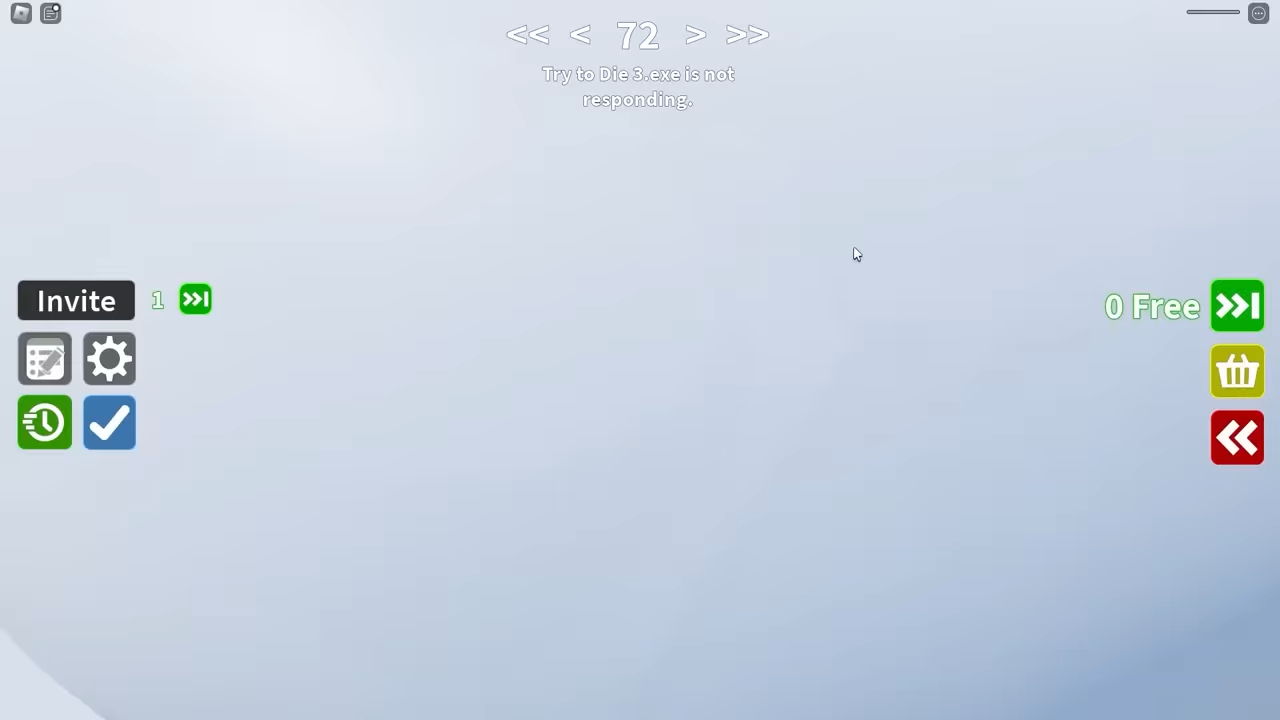 << < 72 > >>
Try to Die 3.exe is not
responding.
Invite 1
0 Free